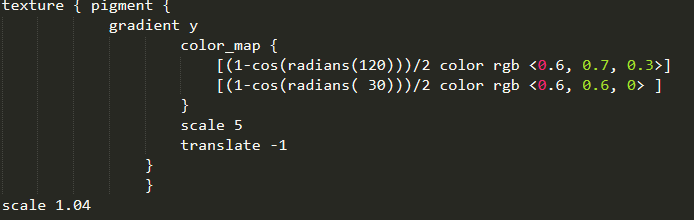 texture { pigment {
gradient y
color_map {
[(1-cos(radians(120)))/2 color rgb <0.6, 0.7, 0.3>]
[(1-cos(radians( 30)))/2 color rgb <0.6, 0.6, 0> ]
}
scale 5
translate -1
}
}
scale 1.04